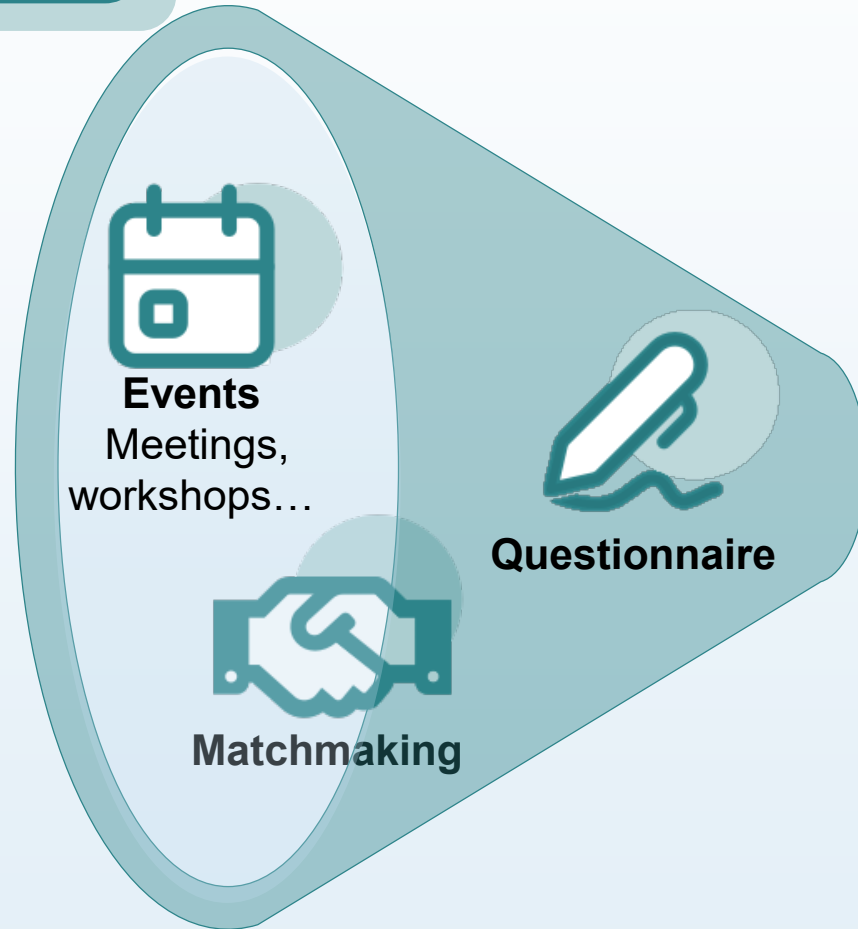 Events
Meetings,
workshops…
Questionnaire
Matchmaking